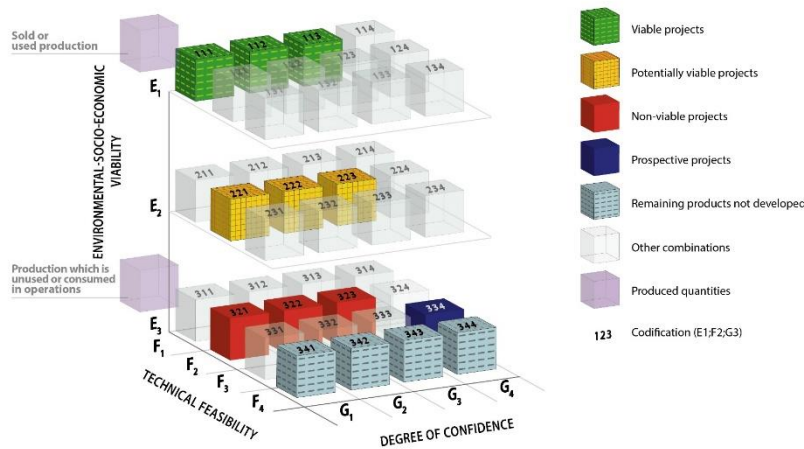 Sold or
used production
111
112
113
114
123
124
133
134
E1
ENVIRONMENTAL-SOCIO-ECONOMIC
VIABILITY
211
212
213
214
221
222
223
224
231
232
233
234
E2
Production which is
unused or consumed
in operations
311
312
313
314
321
322
323
324
331
332
333
334
341
342
343
344
E3
F1
F2
F3
F4
TECHNICAL FEASIBILITY
G1
G2
G3
G4
DEGREE OF CONFIDENCE
Viable projects
Potentially viable projects
Non-viable projects
Prospective projects
Remaining products not developed
Other combinations
Produced quantities
123 Codification (E1;F2;G3)